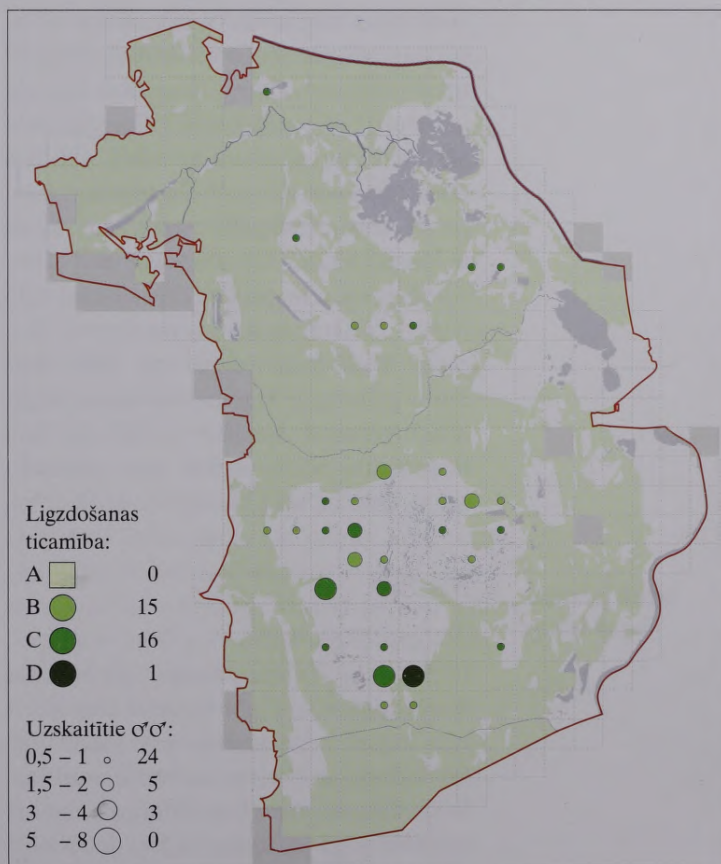 Ligzdošanas
ticamība:
A 0
B 15
C 16
D 1
Uzskaitītie ♂♂:
0,5 – 1 24
1,5 – 2 5
3 – 4 3
5 – 8 0